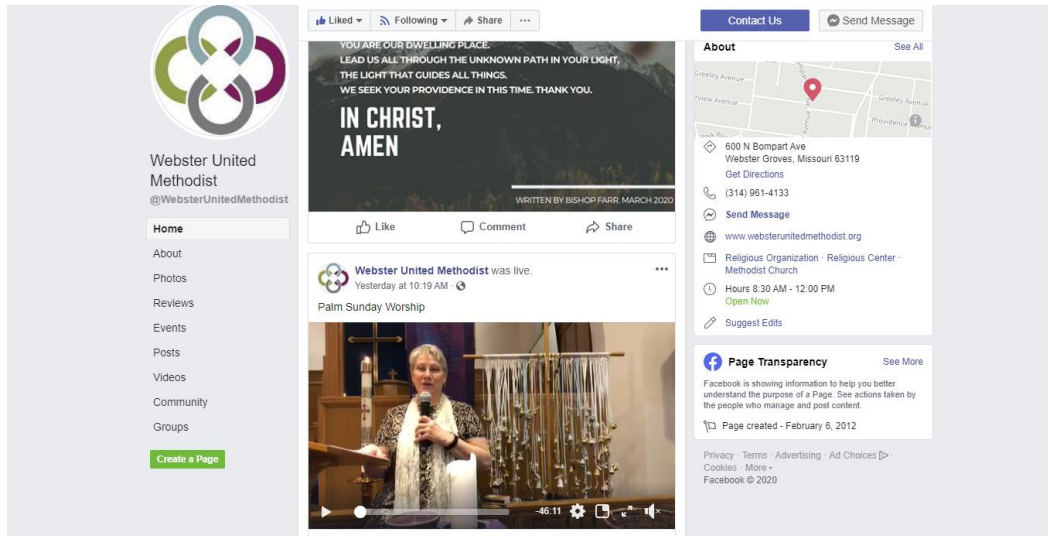 Liked
Following
Share
Contact Us
Send Message
Webster United
Methodist
@WebsterUnitedMethodist
Home
About
Photos
Reviews
Events
Posts
Videos
Community
Groups
Create a Page
YOU ARE OUR DWELLING PLACE.
LEAD US ALL THROUGH THE UNKNOWN PATH IN YOUR LIGHT,
THE LIGHT THAT GUIDES ALL THINGS.
WE SEEK YOUR PROVIDENCE IN THIS TIME. THANK YOU.
IN CHRIST,
AMEN
WRITTEN BY BISHOP FARR, MARCH 2020
Like
Comment
Share
Webster United Methodist was live.
Yesterday at 10:19 AM ·
Palm Sunday Worship
-46:11
About
See All
Greeley Avenue
Greeley Avenue
600 N Bompart Ave
Webster Groves, Missouri 63119
Get Directions
(314) 961-4133
Send Message
www.websterunitedmethodist.org
Religious Organization · Religious Center ·
Methodist Church
Hours 8:30 AM - 12:00 PM
Open Now
Suggest Edits
Page Transparency
See More
Facebook is showing information to help you better
understand the purpose of a Page. See actions taken by
the people who manage and post content.
Page created - February 6, 2012
Privacy · Terms · Advertising · Ad Choices ·
Cookies · More
Facebook © 2020